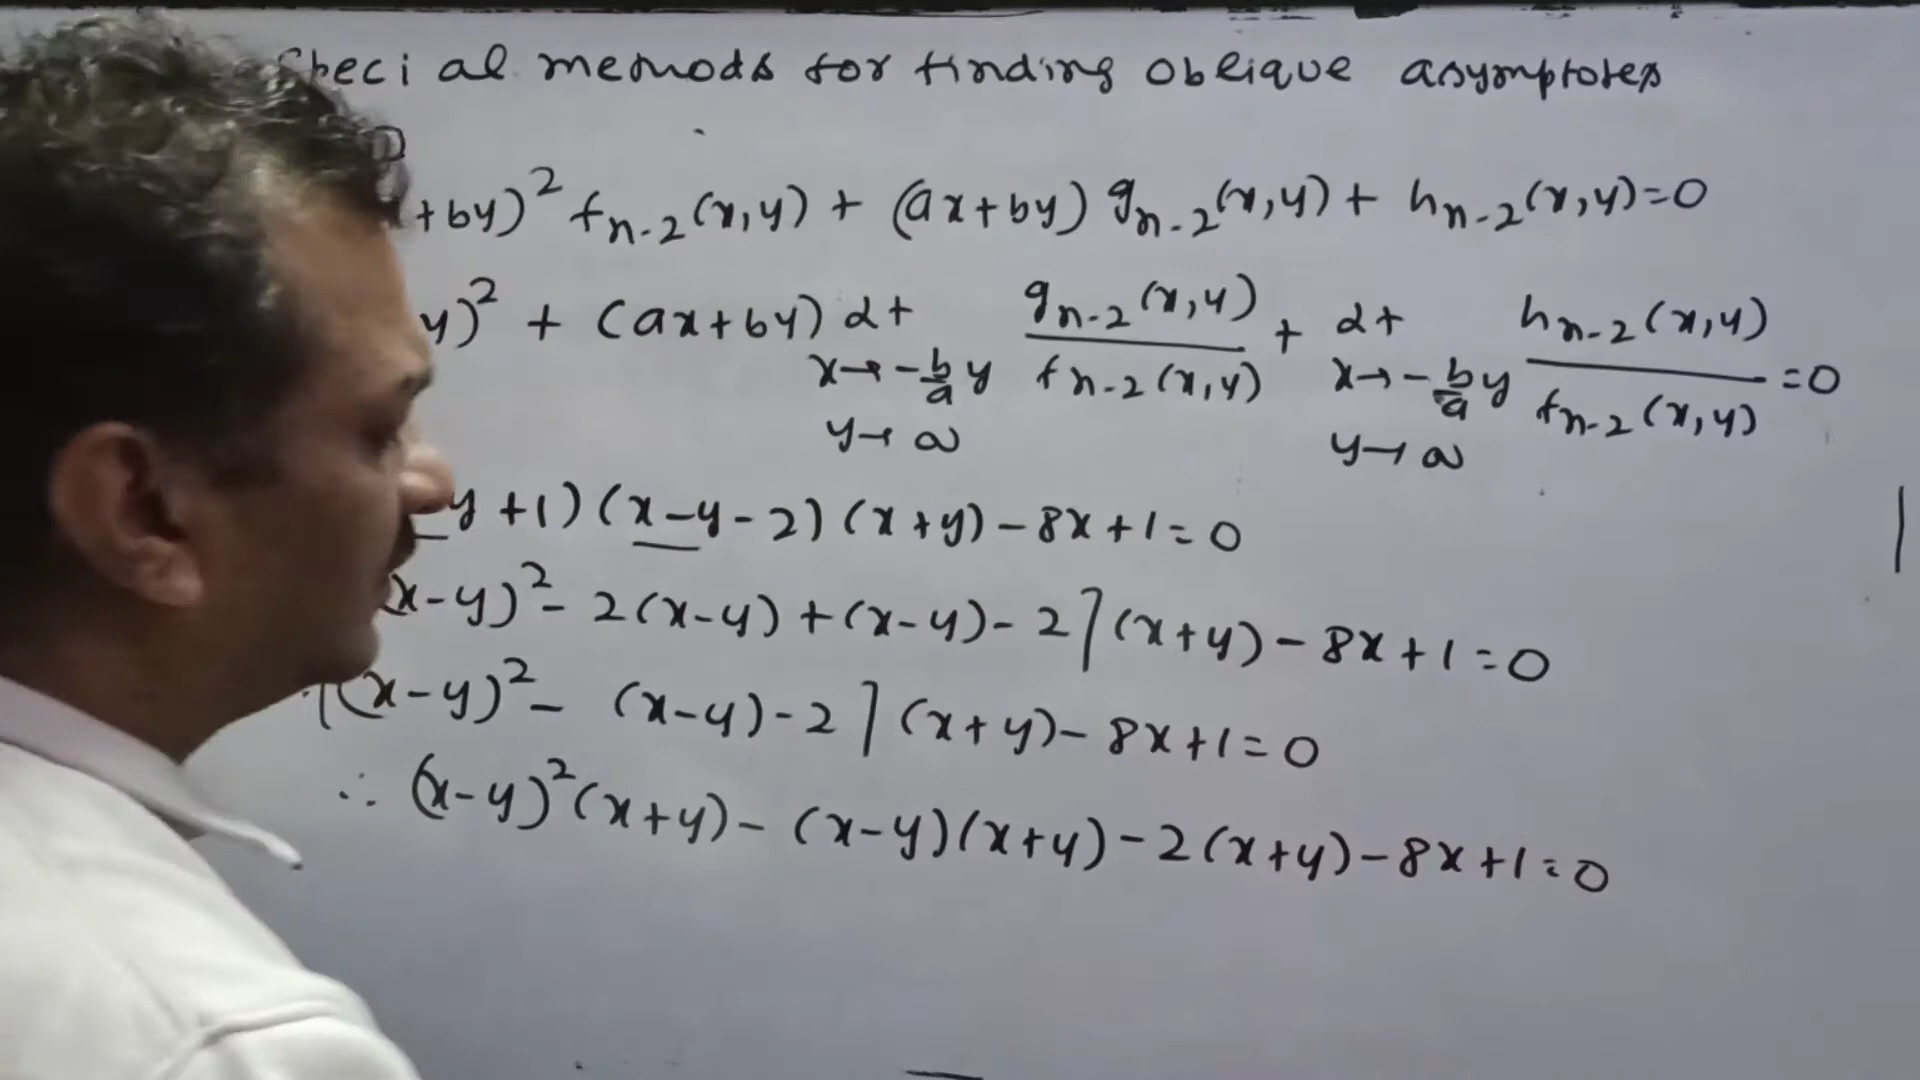 Special methods for finding oblique asymptotes
+by)² fn-2(x,y) + (ax+by) gn-2(x,y) + hn-2(x,y)=0
y)² + (ax+by) lt x→-b/a y y→∞ gn-2(x,y)/fn-2(x,y) + lt x→-b/a y y→∞ hn-2(x,y)/fn-2(x,y) =0
y+1)(x-y-2)(x+y)-8x+1=0
(x-y)²-2(x-y)+(x-y)-2](x+y)-8x+1=0
[(x-y)²-(x-y)-2](x+y)-8x+1=0
∴ (x-y)²(x+y)-(x-y)(x+y)-2(x+y)-8x+1=0